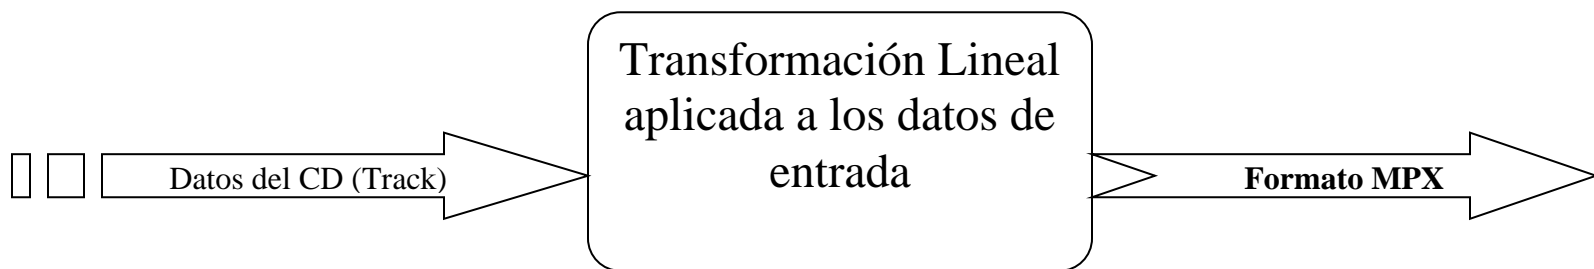 Datos del CD (Track)
Transformación Lineal
aplicada a los datos de
entrada
Formato MPX